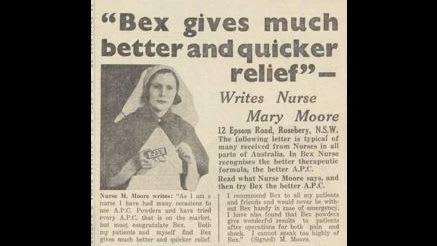 "Bex gives much
better and quicker
relief"—
Writes Nurse
Mary Moore
12 Epsom Road, Rosebery, N.S.W.
The following letter is typical of
many received from Nurses in all
parts of Australia. In Bex Nurse
recognises the better therapeutic
formula, the better A.P.C.
Read what Nurse Moore says, and
then try Bex the better A.P.C.
Nurse M. Moore writes: "As I am a
nurse I have had many occasions to
use A.P.C. Powders and have tried
every A.P.C. that is on the market,
but must congratulate Bex. Both
my patients and myself find Bex
gives much better and quicker relief.
I recommend Bex to all my patients
and friends and would never be with-
out Bex handy in case of emergency.
I have also found that Bex powders
give wonderful results to patients
after operations for both pain and
shock. I cannot speak too highly of
Bex." (Signed) M. Moore.
BEX